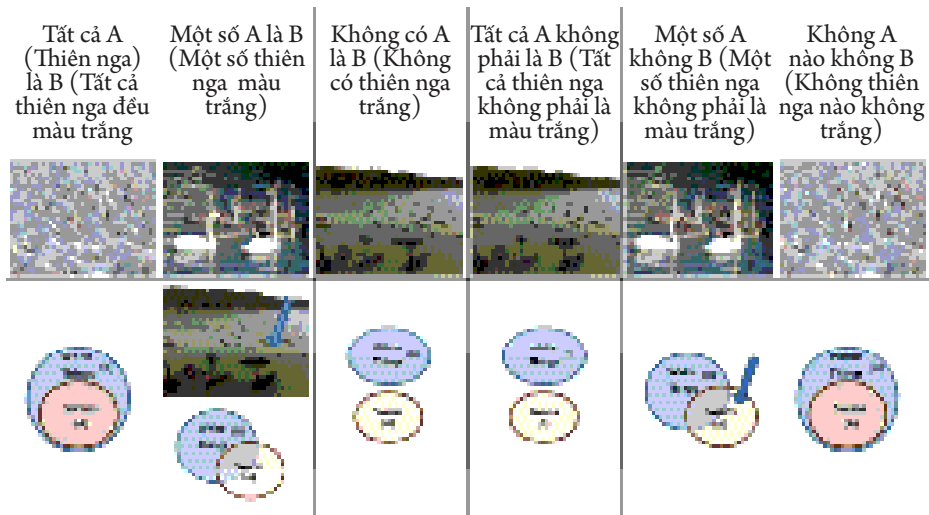 Tất cả A
(Thiên nga)
là B (Tất cả
thiên nga đều
màu trắng
Một số A là B
(Một số thiên
nga màu
trắng)
Không có A
là B (Không
có thiên nga
trắng)
Tất cả A không
phải là B (Tất
cả thiên nga
không phải là
màu trắng)
Một số A
không B (Một
số thiên nga
không phải là
màu trắng)
Không A
nào không B
(Không thiên
nga nào không
trắng)